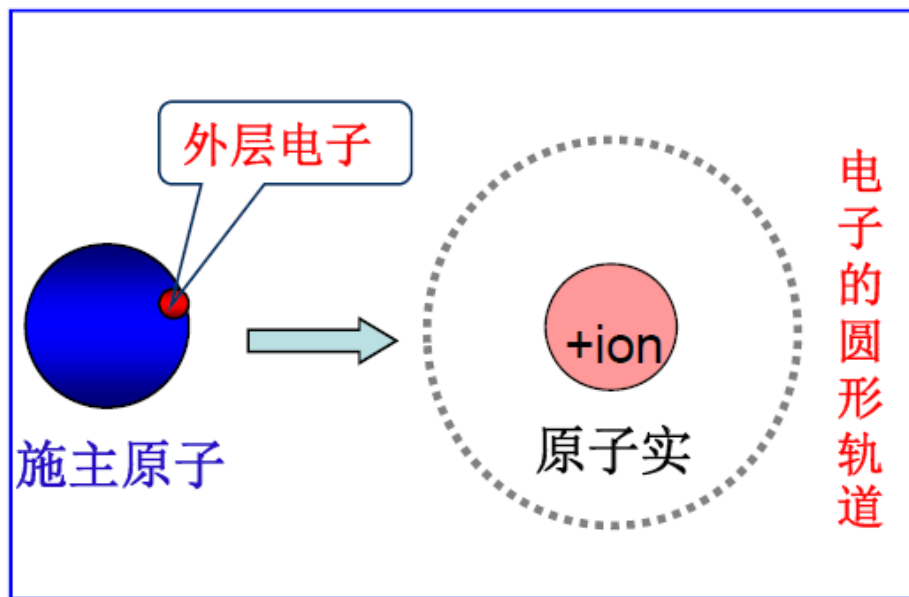 外层电子
施主原子
+ion
原子实
电子的圆形轨道